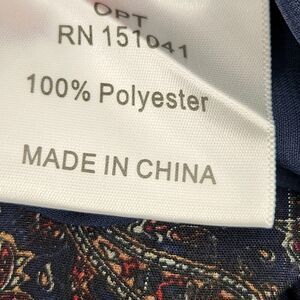 OPT
RN 151041
100% Polyester
MADE IN CHINA